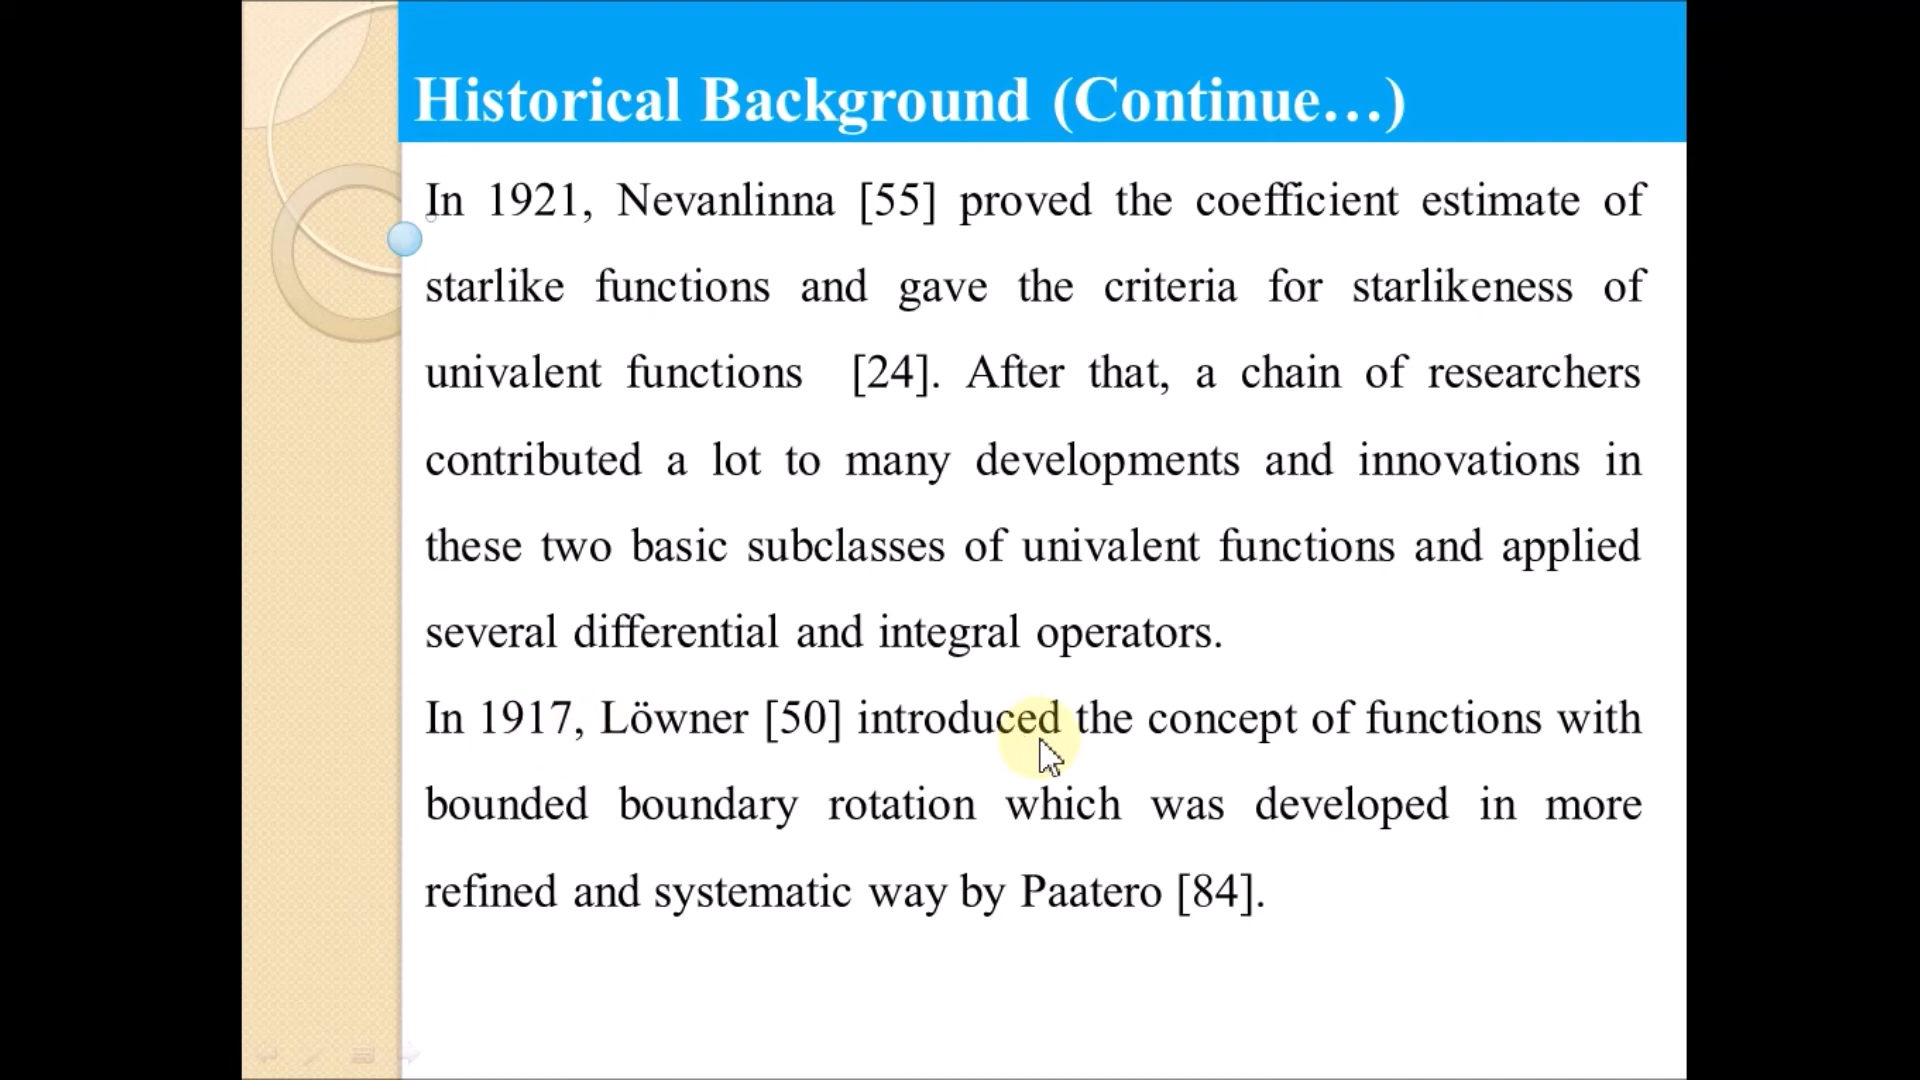 Historical Background (Continue…)
In 1921, Nevanlinna [55] proved the coefficient estimate of
starlike functions and gave the criteria for starlikeness of
univalent functions [24]. After that, a chain of researchers
contributed a lot to many developments and innovations in
these two basic subclasses of univalent functions and applied
several differential and integral operators.
In 1917, Löwner [50] introduced the concept of functions with
bounded boundary rotation which was developed in more
refined and systematic way by Paatero [84].